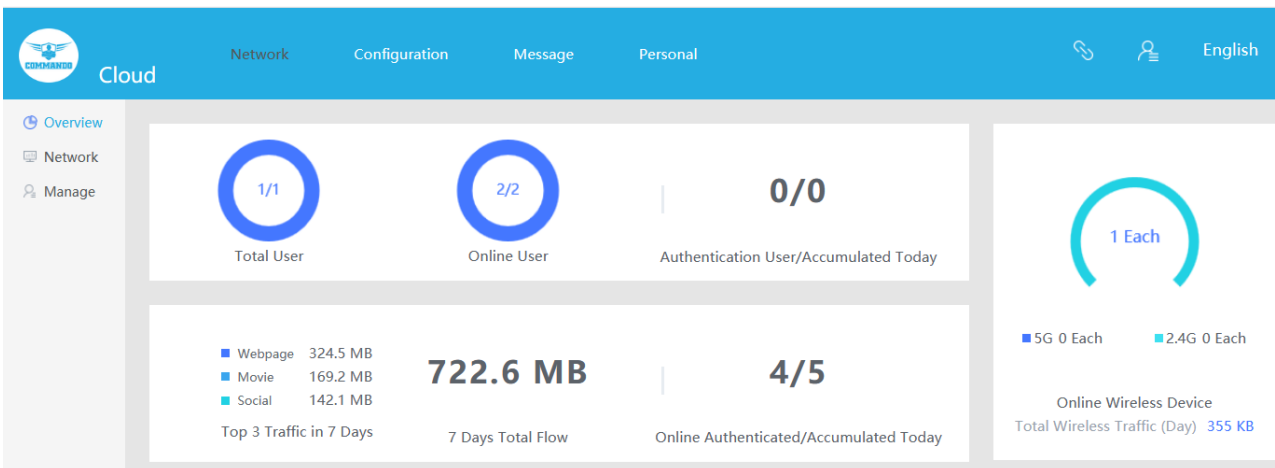 COMMANDO
Cloud
Network
Configuration
Message
Personal
English
Overview
Network
Manage
1/1
Total User
2/2
Online User
0/0
Authentication User/Accumulated Today
Webpage 324.5 MB
Movie 169.2 MB
Social 142.1 MB
Top 3 Traffic in 7 Days
722.6 MB
7 Days Total Flow
4/5
Online Authenticated/Accumulated Today
1 Each
5G 0 Each
2.4G 0 Each
Online Wireless Device
Total Wireless Traffic (Day) 355 KB